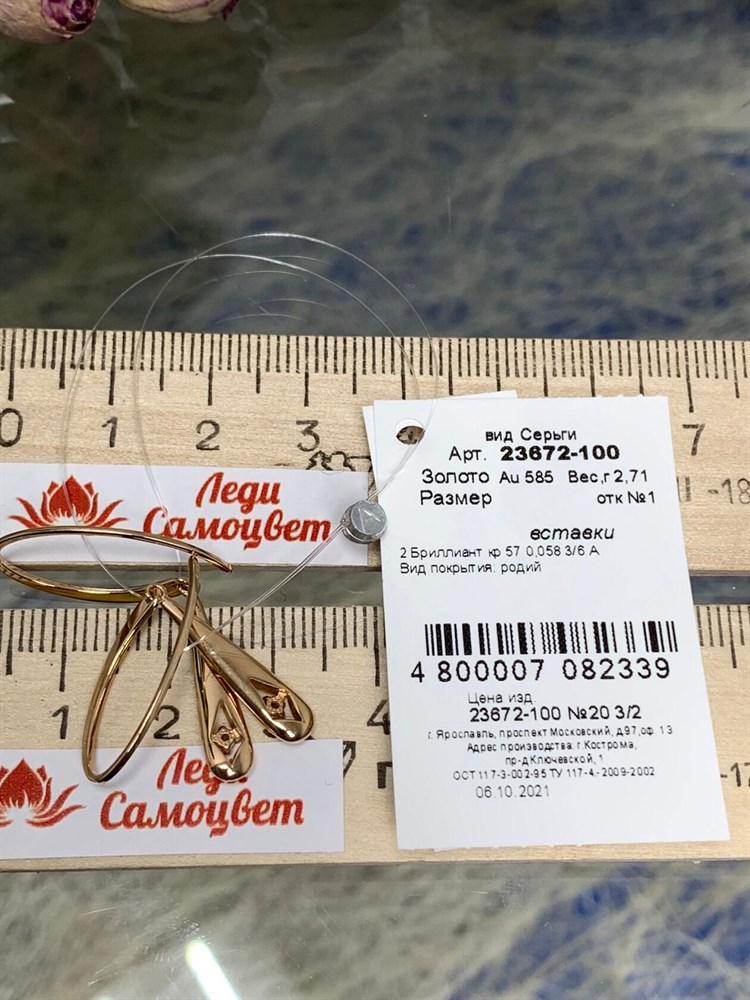 0 1 2 3 7
Леди
Самоцвет
вид Серьги
Арт. 23672-100
Золото Au 585 Вес,г 2,71
Размер отк №1
вставки
2 Бриллиант кр 57 0,058 3/6 А
Вид покрытия: родий
4 800007 082339
Цена изд.
23672-100 №20 3/2
г. Ярославль, проспект Московский, д.97,оф. 13
Адрес производства: г.Кострома,
пр-д Ключевской, 1
ОСТ 117-3-002-95 ТУ 117-4.-2009-2002
06.10.2021
-18
1 2 4
Леди
Самоцвет